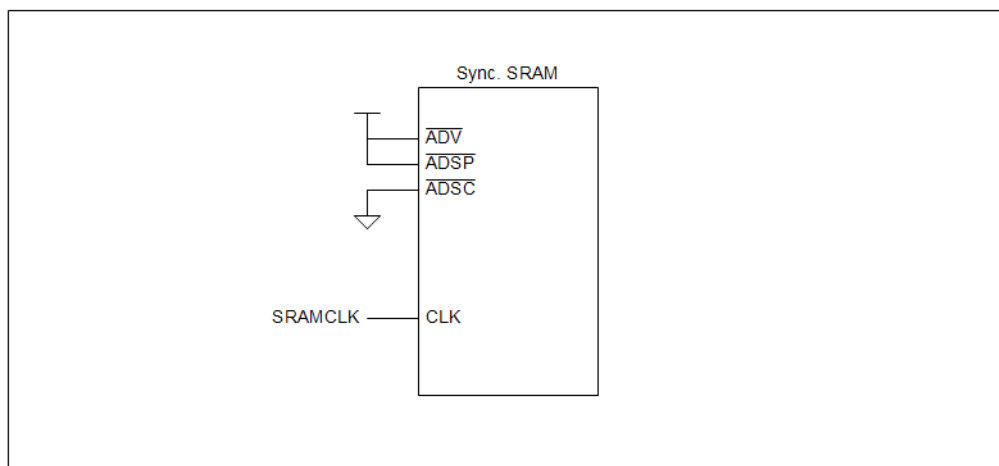 Sync. SRAM
ADV
ADSP
ADSC
SRAMCLK
CLK